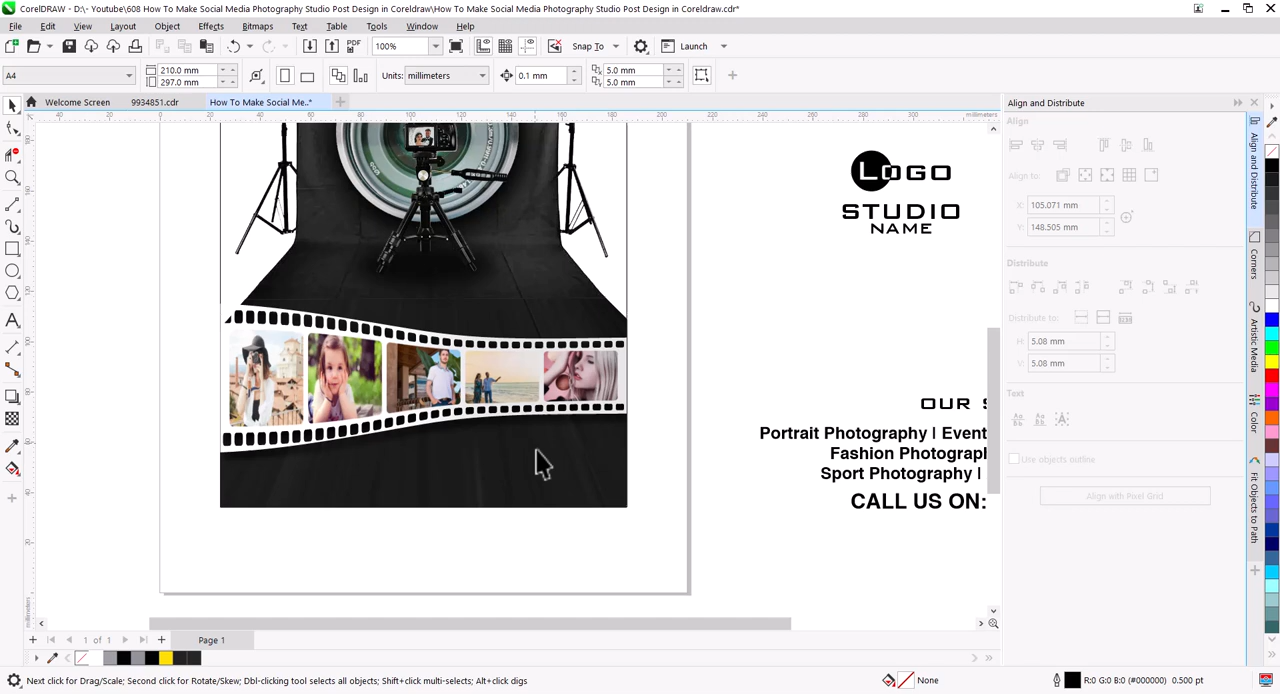 CorelDRAW - D:\- Youtube\608 How To Make Social Media Photography Studio Post Design in Coreldraw\How To Make Social Media Photography Studio Post Design in Coreldraw.cdr*
File Edit View Layout Object Effects Bitmaps Text Table Tools Window Help
PDF 100% Snap To Launch
A4 210.0 mm 297.0 mm Units: millimeters 0.1 mm 5.0 mm 5.0 mm
Welcome Screen 9934851.cdr How To Make Social Me..*
Align and Distribute
Align
Align to:
X: 105.071 mm
Y: 148.505 mm
Distribute
Distribute to:
H: 5.08 mm
V: 5.08 mm
Text
Use objects outline
Align with Pixel Grid
Align and Distribute
Corners
Artistic Media
Color
Fit Objects to Path
millimeters
LOGO
STUDIO
NAME
OUR S
Portrait Photography | Event
Fashion Photograp
Sport Photography |
CALL US ON:
1 of 1 Page 1
Next click for Drag/Scale; Second click for Rotate/Skew; Dbl-clicking tool selects all objects; Shift+click multi-selects; Alt+click digs
None
R:0 G:0 B:0 (#000000) 0.500 pt